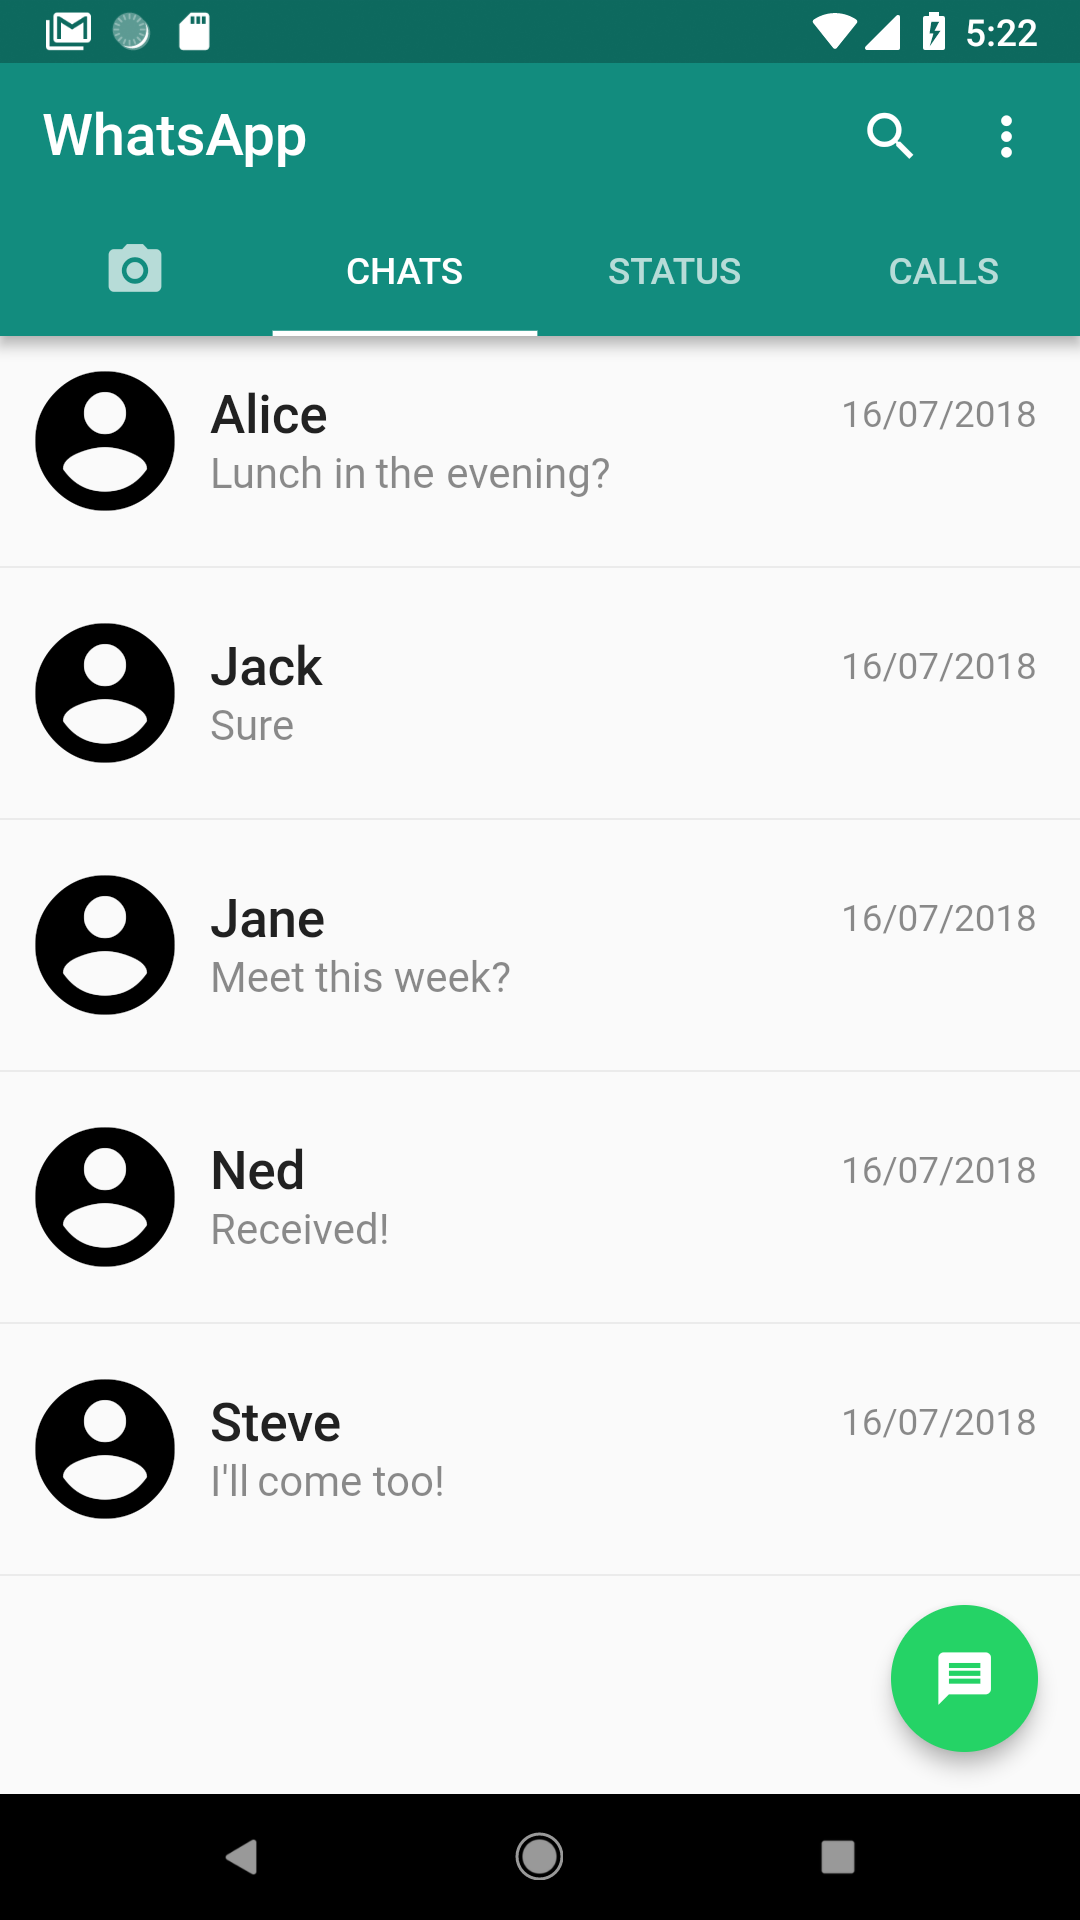 5:22
WhatsApp
CHATS STATUS CALLS
Alice 16/07/2018
Lunch in the evening?
Jack 16/07/2018
Sure
Jane 16/07/2018
Meet this week?
Ned 16/07/2018
Received!
Steve 16/07/2018
I'll come too!